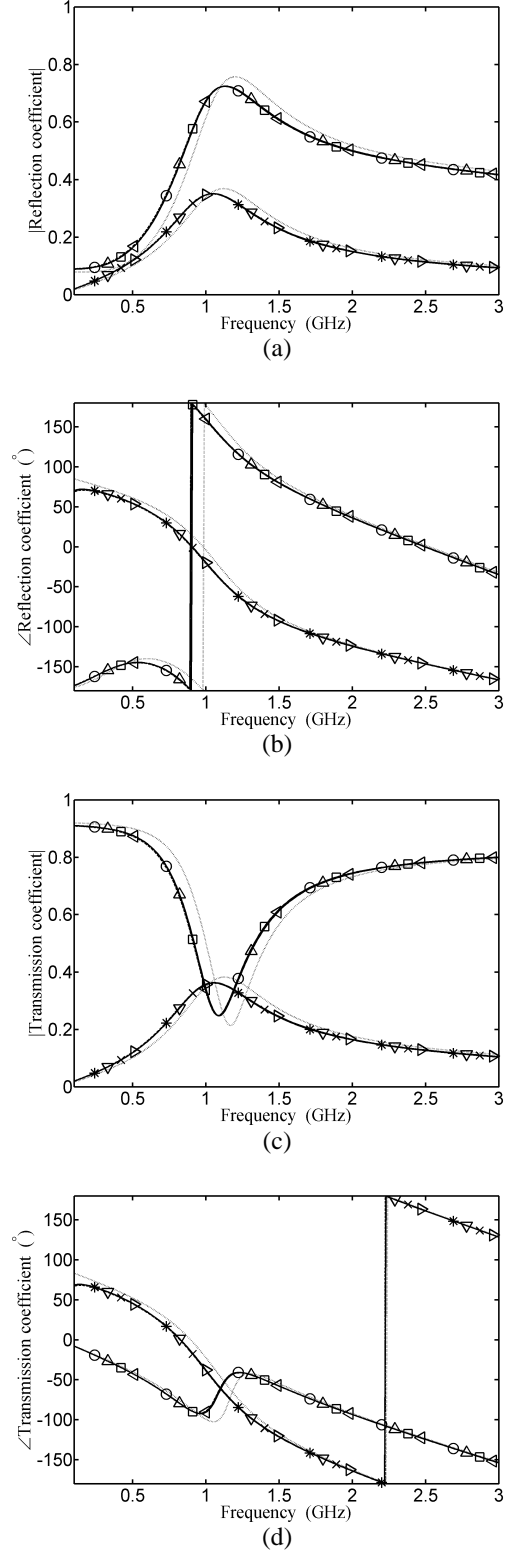 1
0.8
0.6
0.4
0.2
0
|Reflection coefficient|
0.5 1 1.5 2 2.5 3
Frequency (GHz)
(a)
150
100
50
0
-50
-100
-150
∠Reflection coefficient (°)
0.5 1 1.5 2 2.5 3
Frequency (GHz)
(b)
1
0.8
0.6
0.4
0.2
0
|Transmission coefficient|
0.5 1 1.5 2 2.5 3
Frequency (GHz)
(c)
150
100
50
0
-50
-100
-150
∠Transmission coefficient (°)
0.5 1 1.5 2 2.5 3
Frequency (GHz)
(d)